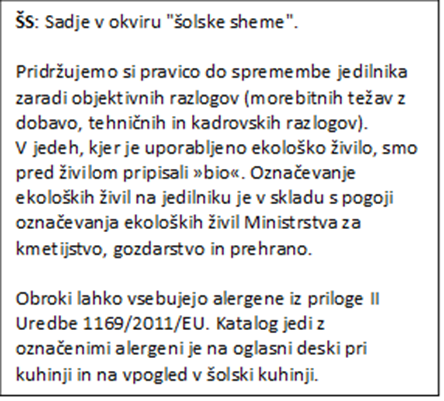 ŠS: Sadje v okviru "šolske sheme".
Pridržujemo si pravico do spremembe jedilnika
zaradi objektivnih razlogov (morebitnih težav z
dobavo, tehničnih in kadrovskih razlogov).
V jedeh, kjer je uporabljeno ekološko živilo, smo
pred živilom pripisali »bio«. Označevanje
ekoloških živil na jedilniku je v skladu s pogoji
označevanja ekoloških živil Ministrstva za
kmetijstvo, gozdarstvo in prehrano.
Obroki lahko vsebujejo alergene iz priloge II
Uredbe 1169/2011/EU. Katalog jedi z
označenimi alergeni je na oglasni deski pri
kuhinji in na vpogled v šolski kuhinji.